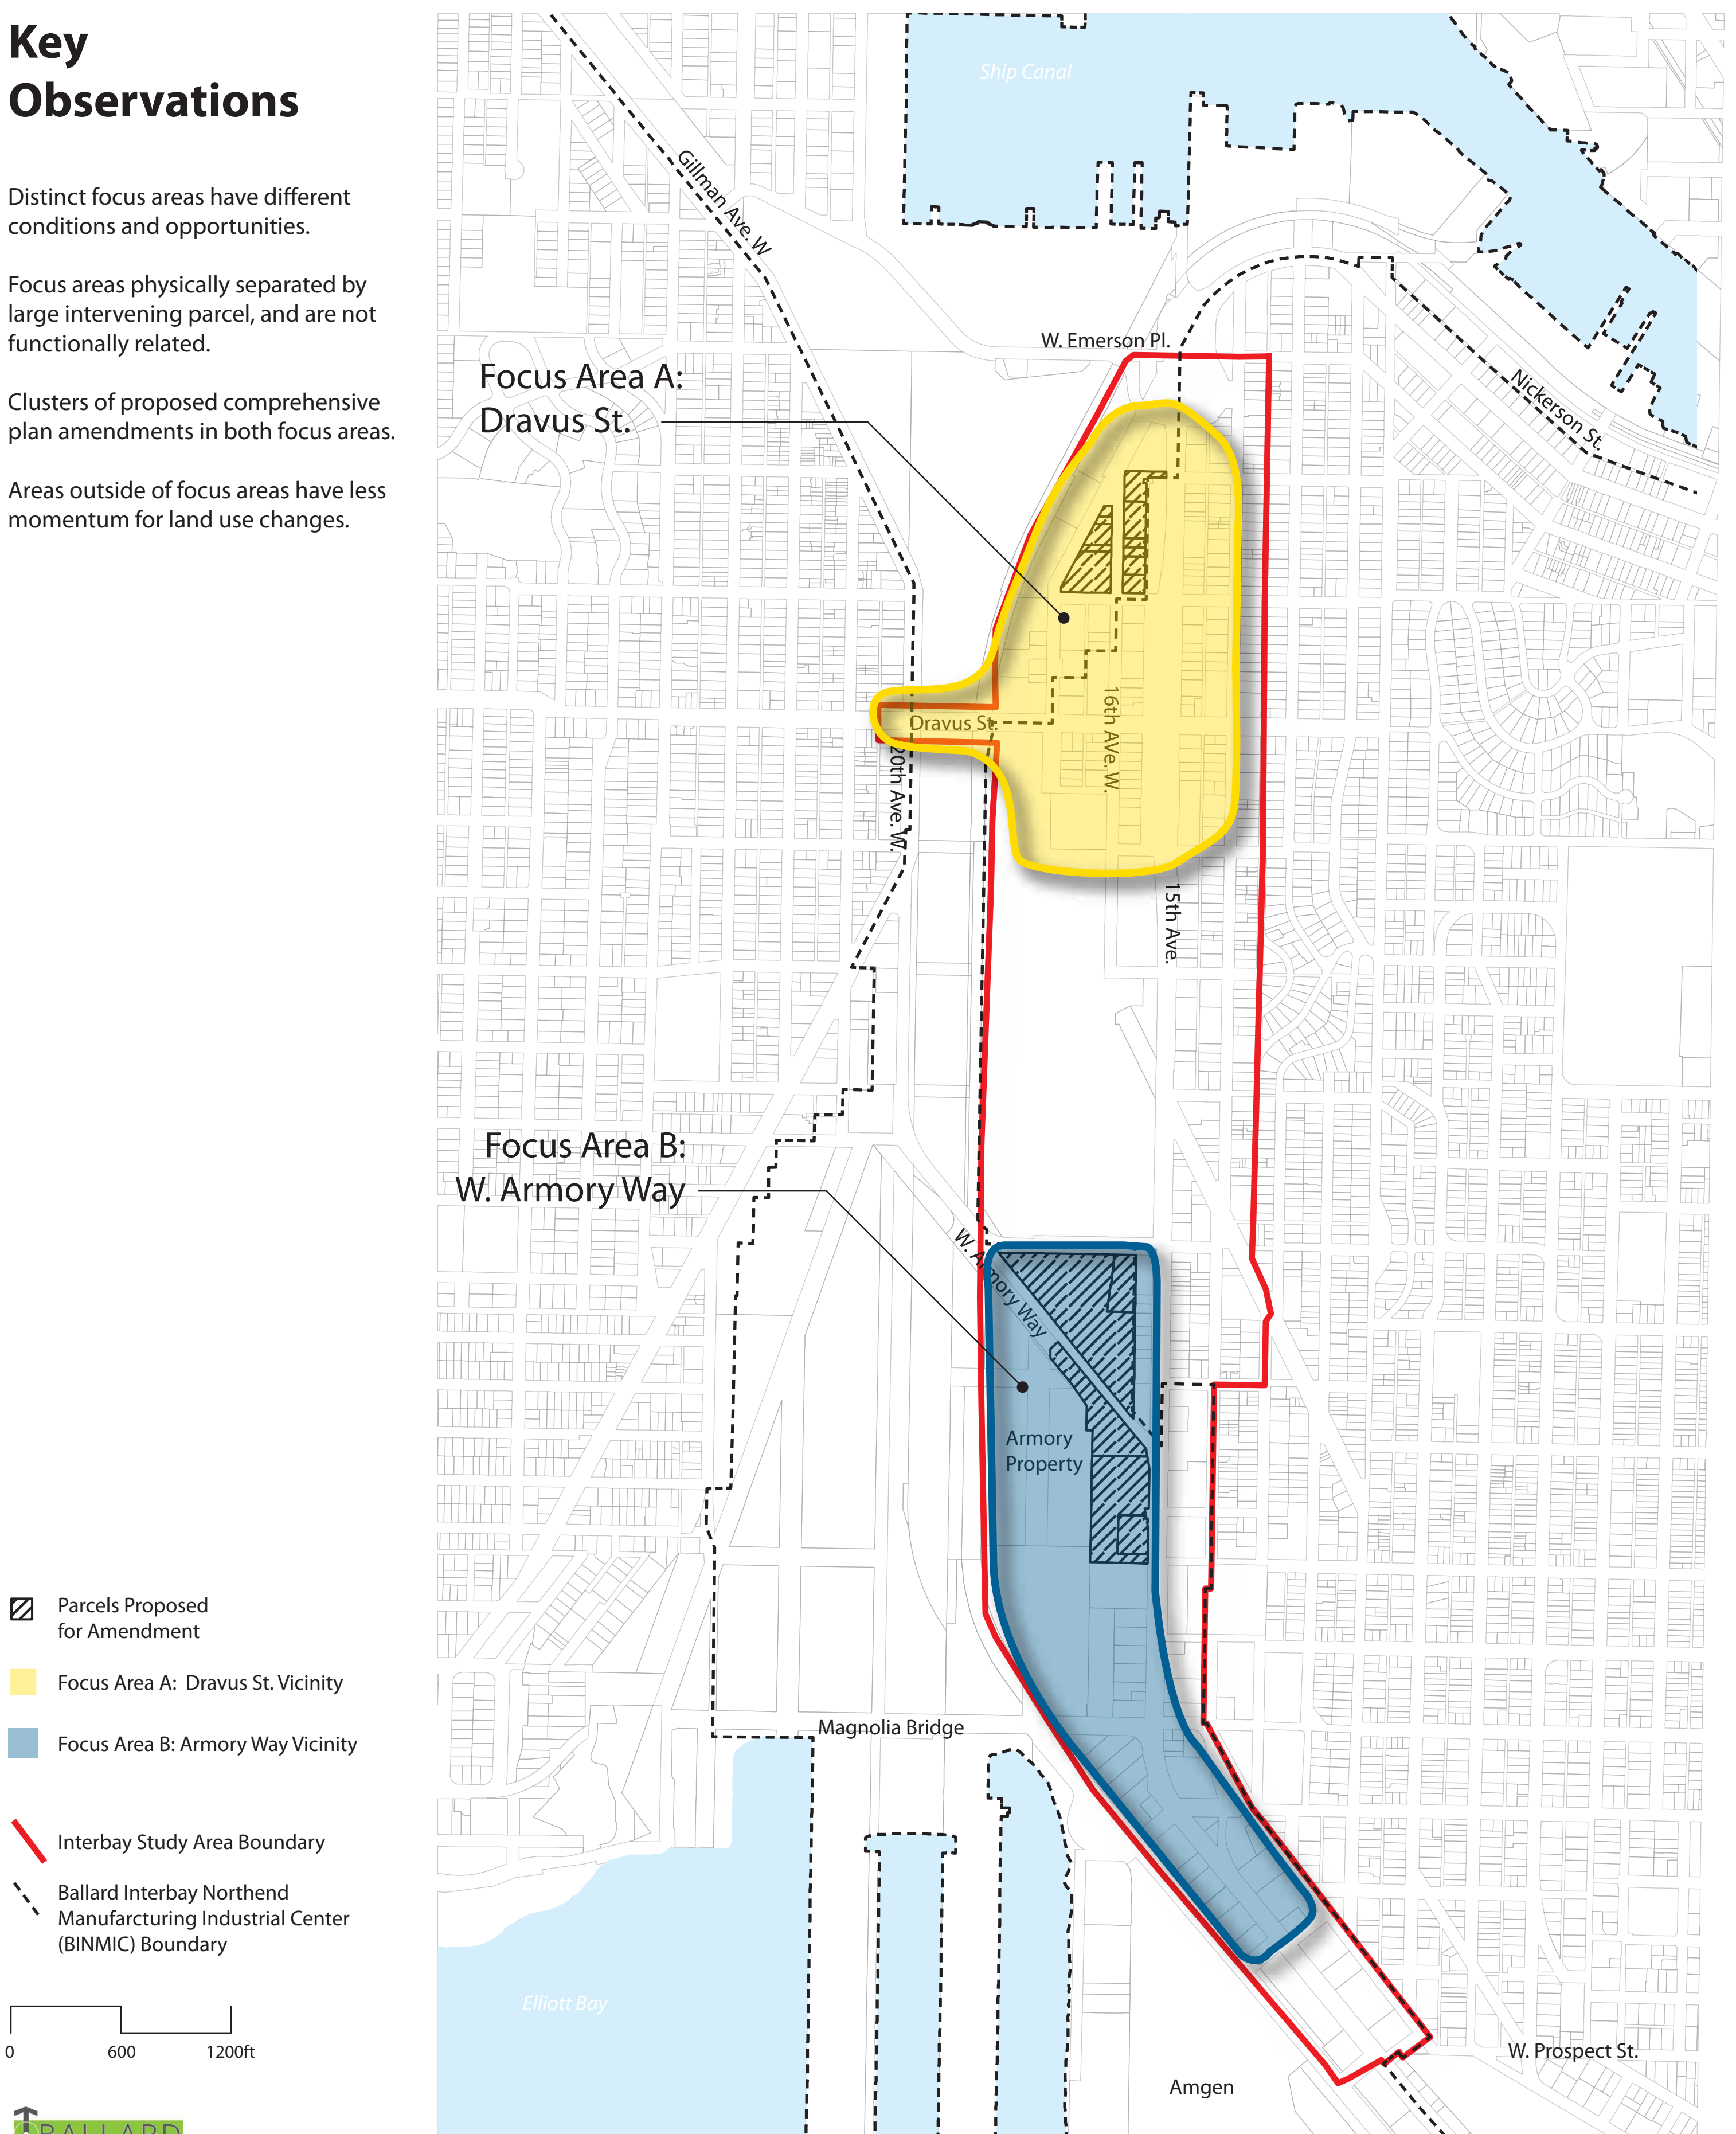 Key
Observations
Distinct focus areas have different
conditions and opportunities.
Focus areas physically separated by
large intervening parcel, and are not
functionally related.
Clusters of proposed comprehensive
plan amendments in both focus areas.
Areas outside of focus areas have less
momentum for land use changes.
Ship Canal
Gillman Ave. W
W. Emerson Pl.
Nickerson St.
Focus Area A:
Dravus St.
Dravus St.
16th AVe. W.
20th Ave. W.
15th Ave.
Focus Area B:
W. Armory Way
W. Armory Way
Armory
Property
Magnolia Bridge
Elliott Bay
Amgen
W. Prospect St.
Parcels Proposed
for Amendment
Focus Area A: Dravus St. Vicinity
Focus Area B: Armory Way Vicinity
Interbay Study Area Boundary
Ballard Interbay Northend
Manufarcturing Industrial Center
(BINMIC) Boundary
0 600 1200ft
BALLARD